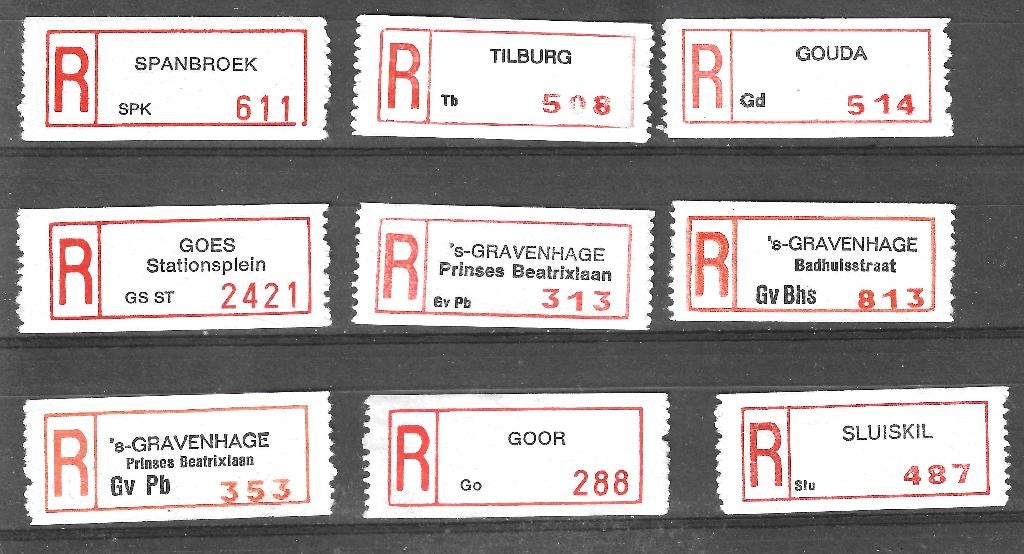 R SPANBROEK
SPK 611
R TILBURG
Tb 508
R GOUDA
Gd 514
R GOES
Stationsplein
GS ST 2421
R 's-GRAVENHAGE
Prinses Beatrixlaan
Gv Pb 313
R 's-GRAVENHAGE
Badhuisstraat
Gv Bhs 813
R 's-GRAVENHAGE
Prinses Beatrixlaan
Gv Pb 353
R GOOR
Go 288
R SLUISKIL
Slu 487